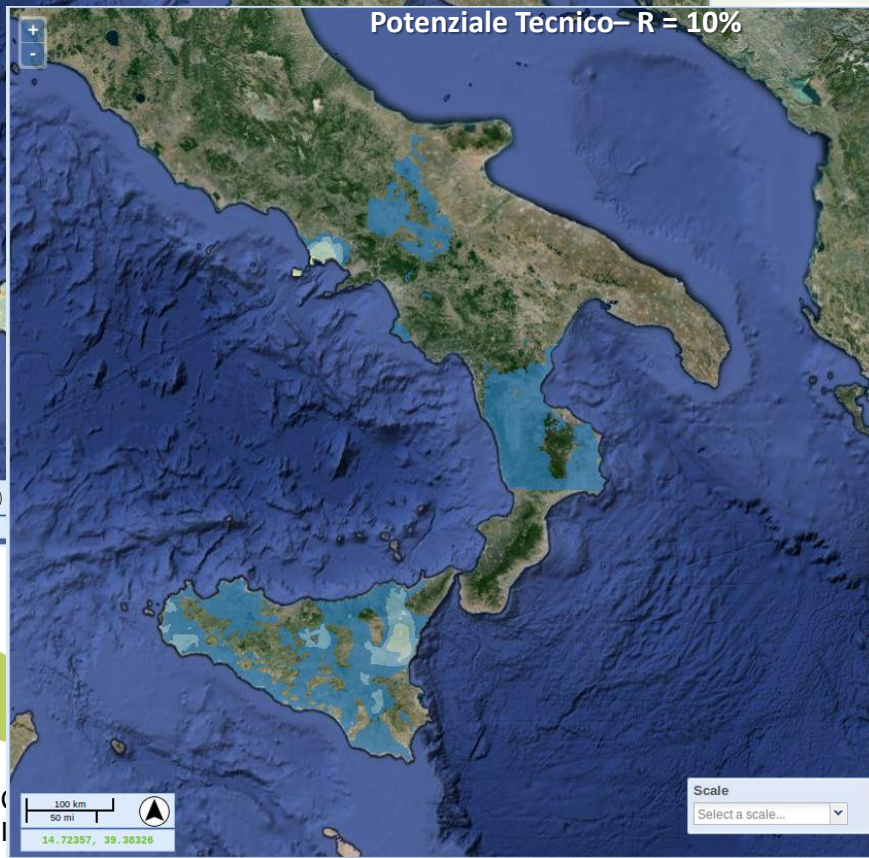 Potenziale Tecnico– R = 10%
+
-
100 km
50 mi
14.72357, 39.38326
Scale
Select a scale...